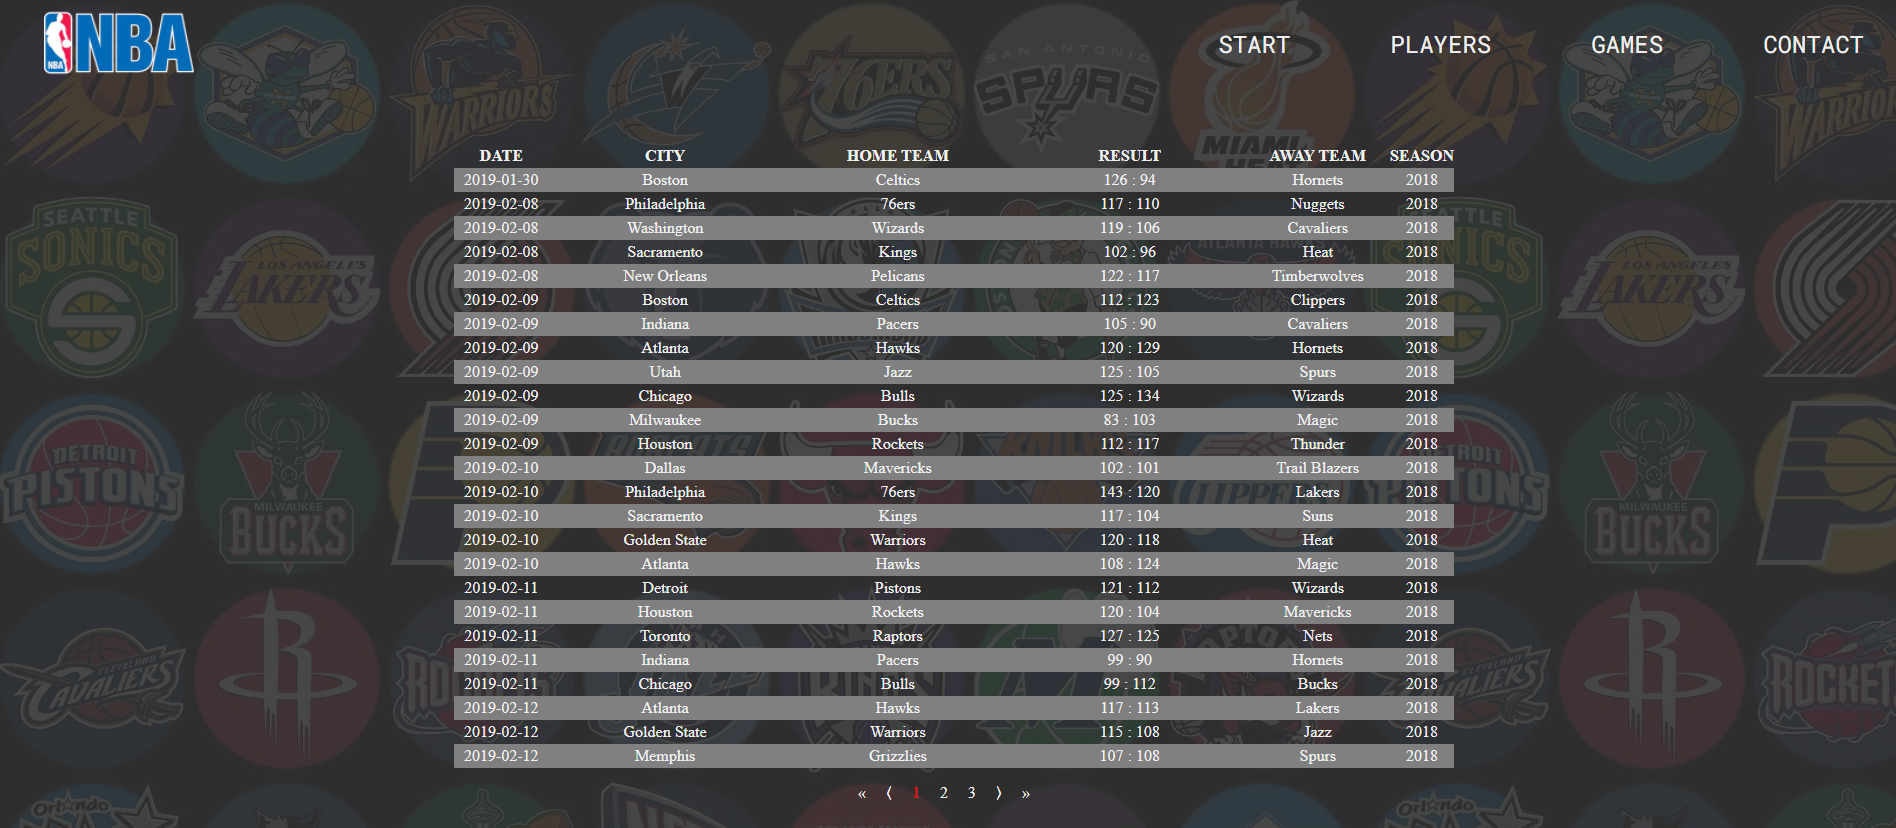 NBA
START PLAYERS GAMES CONTACT
DATE CITY HOME TEAM RESULT AWAY TEAM SEASON
2019-01-30 Boston Celtics 126 : 94 Hornets 2018
2019-02-08 Philadelphia 76ers 117 : 110 Nuggets 2018
2019-02-08 Washington Wizards 119 : 106 Cavaliers 2018
2019-02-08 Sacramento Kings 102 : 96 Heat 2018
2019-02-08 New Orleans Pelicans 122 : 117 Timberwolves 2018
2019-02-09 Boston Celtics 112 : 123 Clippers 2018
2019-02-09 Indiana Pacers 105 : 90 Cavaliers 2018
2019-02-09 Atlanta Hawks 120 : 129 Hornets 2018
2019-02-09 Utah Jazz 125 : 105 Spurs 2018
2019-02-09 Chicago Bulls 125 : 134 Wizards 2018
2019-02-09 Milwaukee Bucks 83 : 103 Magic 2018
2019-02-09 Houston Rockets 112 : 117 Thunder 2018
2019-02-10 Dallas Mavericks 102 : 101 Trail Blazers 2018
2019-02-10 Philadelphia 76ers 143 : 120 Lakers 2018
2019-02-10 Sacramento Kings 117 : 104 Suns 2018
2019-02-10 Golden State Warriors 120 : 118 Heat 2018
2019-02-10 Atlanta Hawks 108 : 124 Magic 2018
2019-02-11 Detroit Pistons 121 : 112 Wizards 2018
2019-02-11 Houston Rockets 120 : 104 Mavericks 2018
2019-02-11 Toronto Raptors 127 : 125 Nets 2018
2019-02-11 Indiana Pacers 99 : 90 Hornets 2018
2019-02-11 Chicago Bulls 99 : 112 Bucks 2018
2019-02-12 Atlanta Hawks 117 : 113 Lakers 2018
2019-02-12 Golden State Warriors 115 : 108 Jazz 2018
2019-02-12 Memphis Grizzlies 107 : 108 Spurs 2018
« ⟨ 1 2 3 ⟩ »